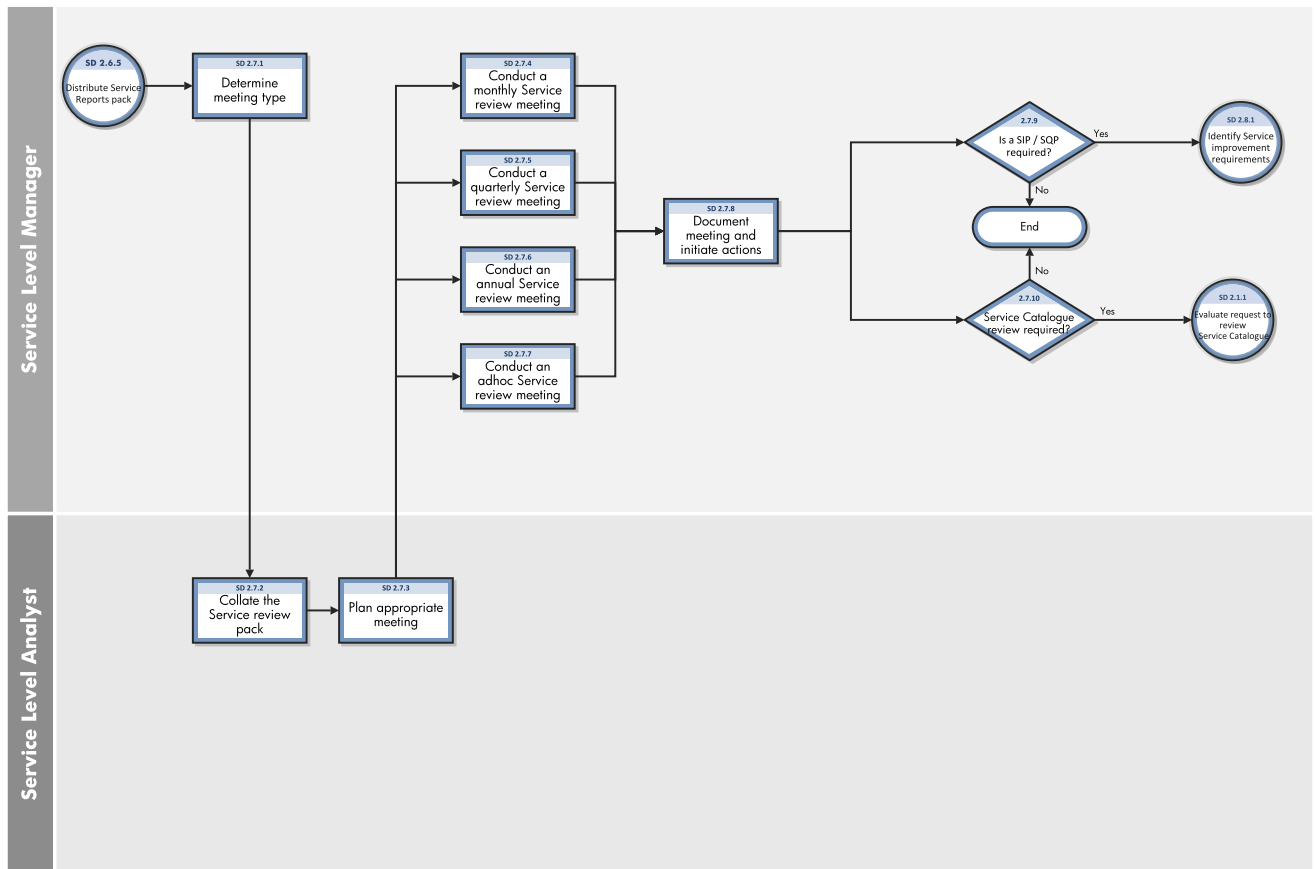 Service Level Manager
SD 2.6.5
Distribute Service
Reports pack
SD 2.7.1
Determine
meeting type
SD 2.7.4
Conduct a
monthly Service
review meeting
SD 2.7.5
Conduct a
quarterly Service
review meeting
SD 2.7.6
Conduct an
annual Service
review meeting
SD 2.7.7
Conduct an
adhoc Service
review meeting
SD 2.7.8
Document
meeting and
initiate actions
2.7.9
Is a SIP / SQP
required?
Yes
No
SD 2.8.1
Identify Service
improvement
requirements
End
No
2.7.10
Service Catalogue
review required?
Yes
SD 2.1.1
Evaluate request to
review
Service Catalogue
Service Level Analyst
SD 2.7.2
Collate the
Service review
pack
SD 2.7.3
Plan appropriate
meeting